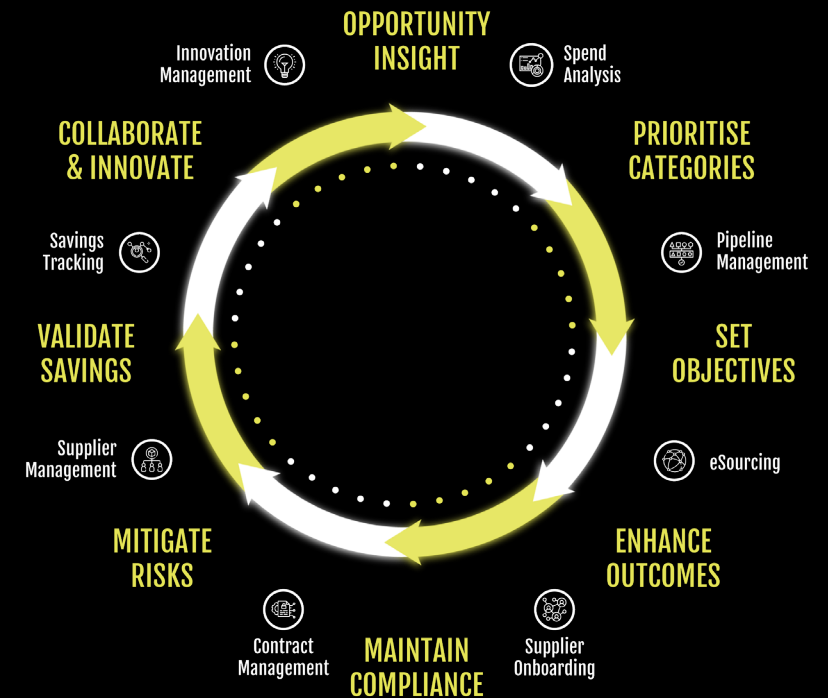 OPPORTUNITY
INSIGHT
Innovation
Management
Spend
Analysis
COLLABORATE
& INNOVATE
PRIORITISE
CATEGORIES
Savings
Tracking
Pipeline
Management
VALIDATE
SAVINGS
SET
OBJECTIVES
Supplier
Management
eSourcing
MITIGATE
RISKS
ENHANCE
OUTCOMES
Contract
Management
MAINTAIN
COMPLIANCE
Supplier
Onboarding